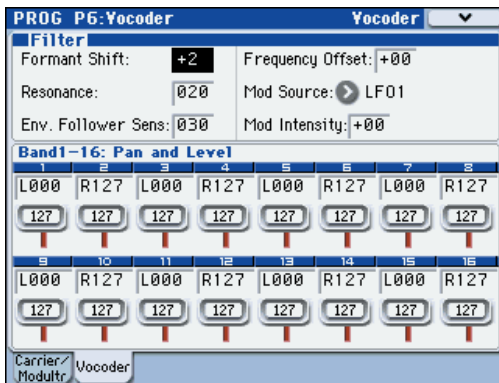 PROG P6:Vocoder Vocoder
Filter
Formant Shift: +2 Frequency Offset: +00
Resonance: 020 Mod Source: LFO1
Env. Follower Sens: 030 Mod Intensity: +00
Band1-16: Pan and Level
1 2 3 4 5 6 7 8
L000 R127 L000 R127 L000 R127 L000 R127
127 127 127 127 127 127 127 127
9 10 11 12 13 14 15 16
L000 R127 L000 R127 L000 R127 L000 R127
127 127 127 127 127 127 127 127
Carrier/ Vocoder
Modultr